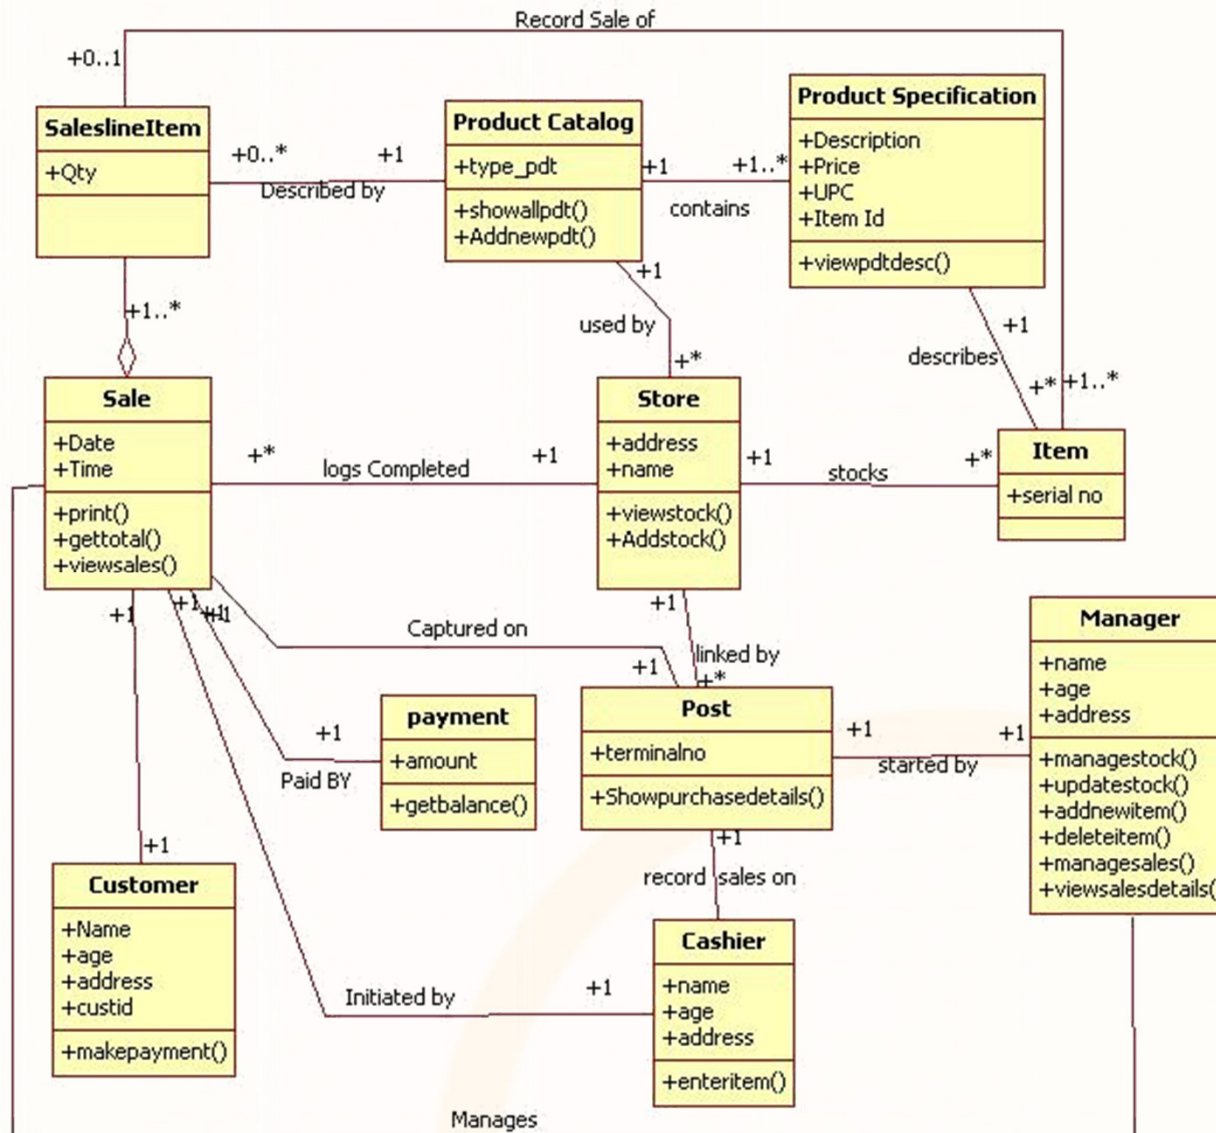 Record Sale of
+0..1
SaleslineItem
+Qty
+0..*
+1
Described by
Product Catalog
+type_pdt
+showallpdt()
+Addnewpdt()
+1
+1..*
contains
Product Specification
+Description
+Price
+UPC
+Item Id
+viewpdtdesc()
+1..*
+1
used by
+*
+1
describes
+*
+1..*
Sale
+Date
+Time
+print()
+gettotal()
+viewsales()
+*
+1
logs Completed
Store
+address
+name
+viewstock()
+Addstock()
+1
+*
stocks
Item
+serial no
+1
+1
+1
+1
Captured on
+1
+1
linked by
+*
Manager
+name
+age
+address
+managestock()
+updatestock()
+addnewitem()
+deleteitem()
+managesales()
+viewsalesdetails(
payment
+amount
+getbalance()
+1
Paid BY
Post
+terminalno
+Showpurchasedetails()
+1
+1
started by
+1
record sales on
+1
Customer
+Name
+age
+address
+custid
+makepayment()
Initiated by
+1
Cashier
+name
+age
+address
+enteritem()
Manages